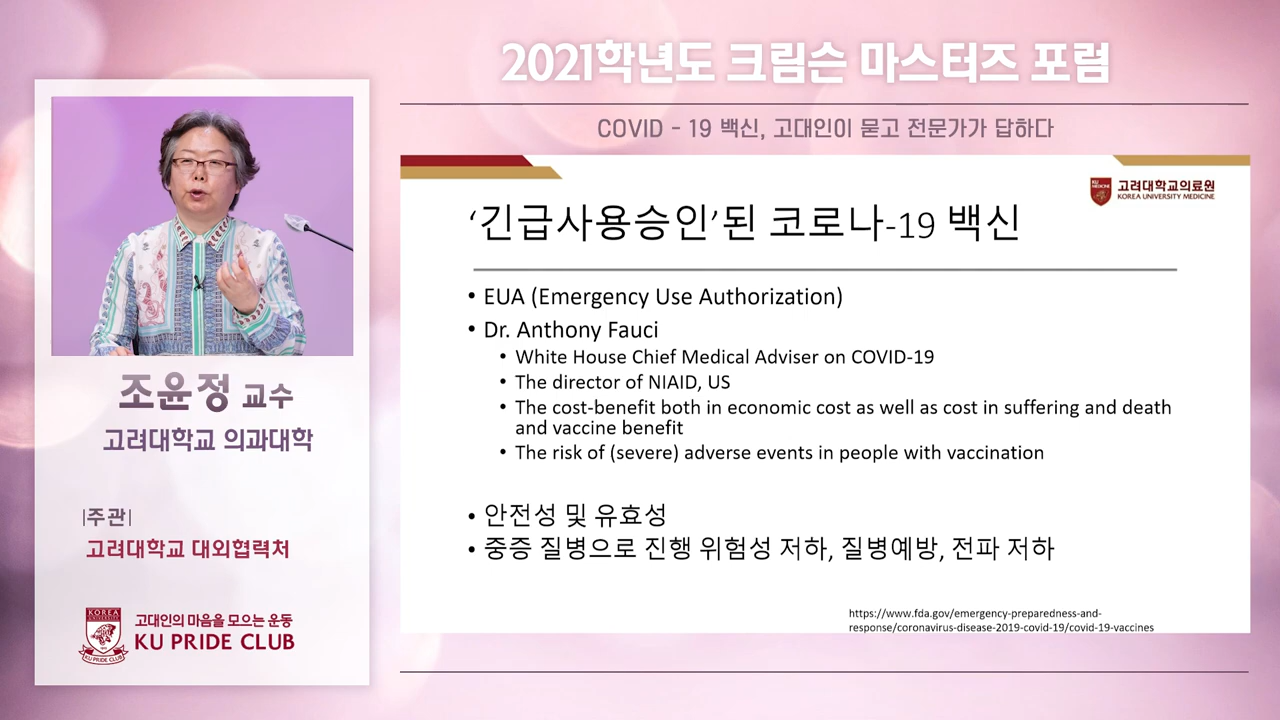 2021학년도 크림슨 마스터즈 포럼
COVID - 19 백신, 고대인이 묻고 전문가가 답하다
조윤정 교수
고려대학교 의과대학
|주관|
고려대학교 대외협력처
KOREA
UNIVERSITY
KU PRIDE CLUB
고대인의 마음을 모으는 운동
KU PRIDE CLUB
KU
MEDICINE
고려대학교의료원
KOREA UNIVERSITY MEDICINE
‘긴급사용승인’된 코로나-19 백신
• EUA (Emergency Use Authorization)
• Dr. Anthony Fauci
• White House Chief Medical Adviser on COVID-19
• The director of NIAID, US
• The cost-benefit both in economic cost as well as cost in suffering and death
and vaccine benefit
• The risk of (severe) adverse events in people with vaccination
• 안전성 및 유효성
• 중증 질병으로 진행 위험성 저하, 질병예방, 전파 저하
https://www.fda.gov/emergency-preparedness-and-
response/coronavirus-disease-2019-covid-19/covid-19-vaccines